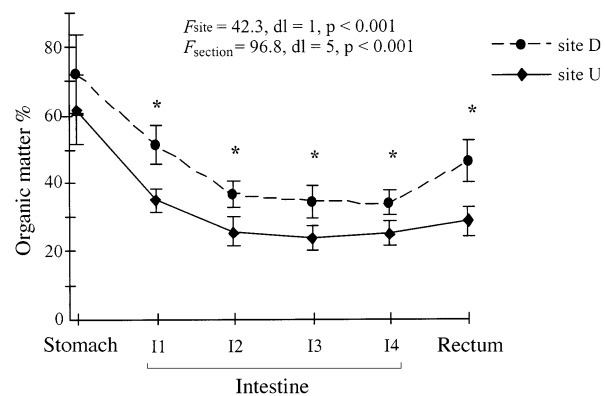 Fsite = 42.3, dl = 1, p < 0.001
Fsection = 96.8, dl = 5, p < 0.001
site D
site U
Organic matter %
80
60
40
20
0
*
*
*
*
*
Stomach I1 I2 I3 I4 Rectum
Intestine